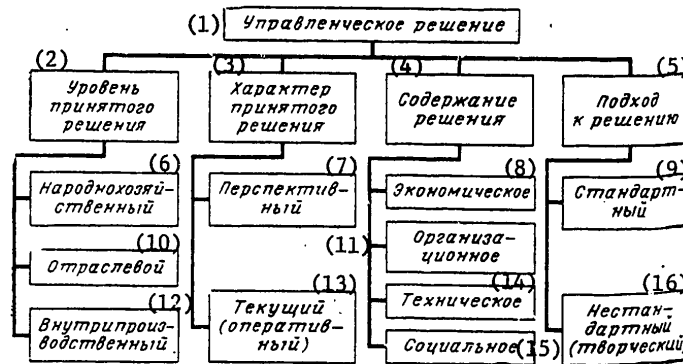 (1) Управленческое решение
(2)
Уровень
принятого
решения
(3)
Характер
принятого
решения
(4)
Содержание
решения
(5)
Подход
к решению
(6)
Народнохозяй-
ственный
(7)
Перспектив-
ный
(8)
Экономическое
(9)
Стандарт-
ный
(10)
Отраслевой
(11)
Организа-
ционное
(12)
Внутрипроиз-
водственный
(13)
Текущий
(оператив-
ный)
(14)
Техническое
(15)
Социальное
(16)
Нестан-
дартный
(творческий)